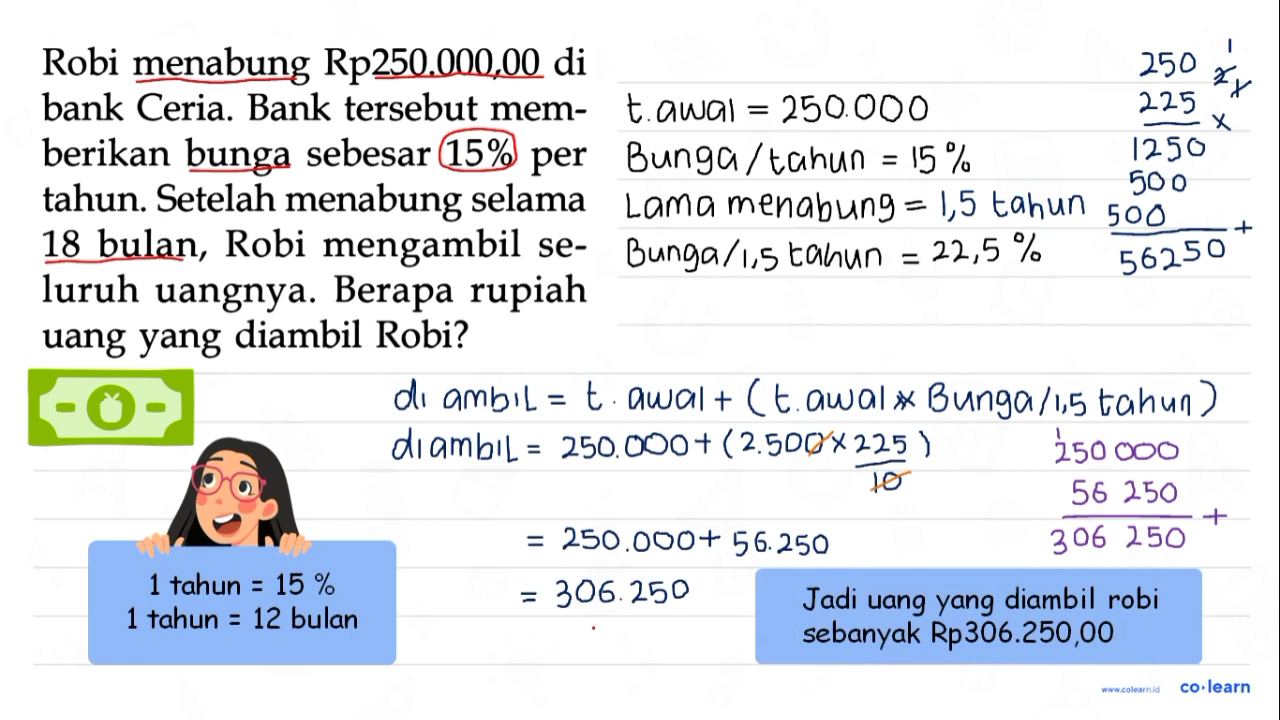 Robi menabung Rp250.000,00 di
bank Ceria. Bank tersebut mem-
berikan bunga sebesar 15% per
tahun. Setelah menabung selama
18 bulan, Robi mengambil se-
luruh uangnya. Berapa rupiah
uang yang diambil Robi?
t.awal = 250.000
Bunga/tahun = 15 %
Lama menabung = 1,5 tahun
Bunga/1,5 tahun = 22,5 %
1
250
225 x
1250
500
500 +
56250
di ambil = t.awal + (t.awal x Bunga/1,5 tahun)
diambil = 250.000 + (2.500 x 225
10)
= 250.000 + 56.250
= 306.250
1
250 000
56 250 +
306 250
1 tahun = 15 %
1 tahun = 12 bulan
Jadi uang yang diambil robi
sebanyak Rp306.250,00
www.colearn.id co·learn